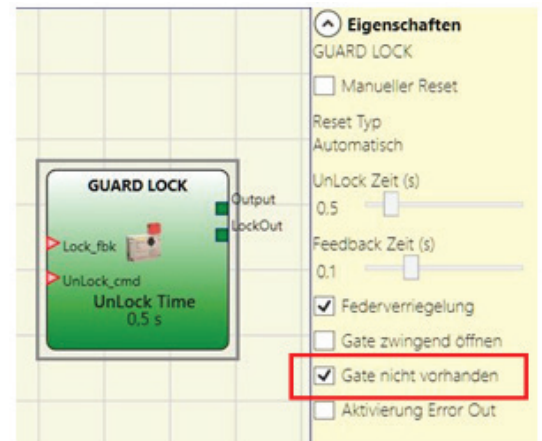 GUARD LOCK
Output
LockOut
Lock_fbk
UnLock_cmd
UnLock Time
0,5 s
Eigenschaften
GUARD LOCK
Manueller Reset
Reset Typ
Automatisch
UnLock Zeit (s)
0.5
Feedback Zeit (s)
0,1
Federverriegelung
Gate zwingend öffnen
Gate nicht vorhanden
Aktivierung Error Out